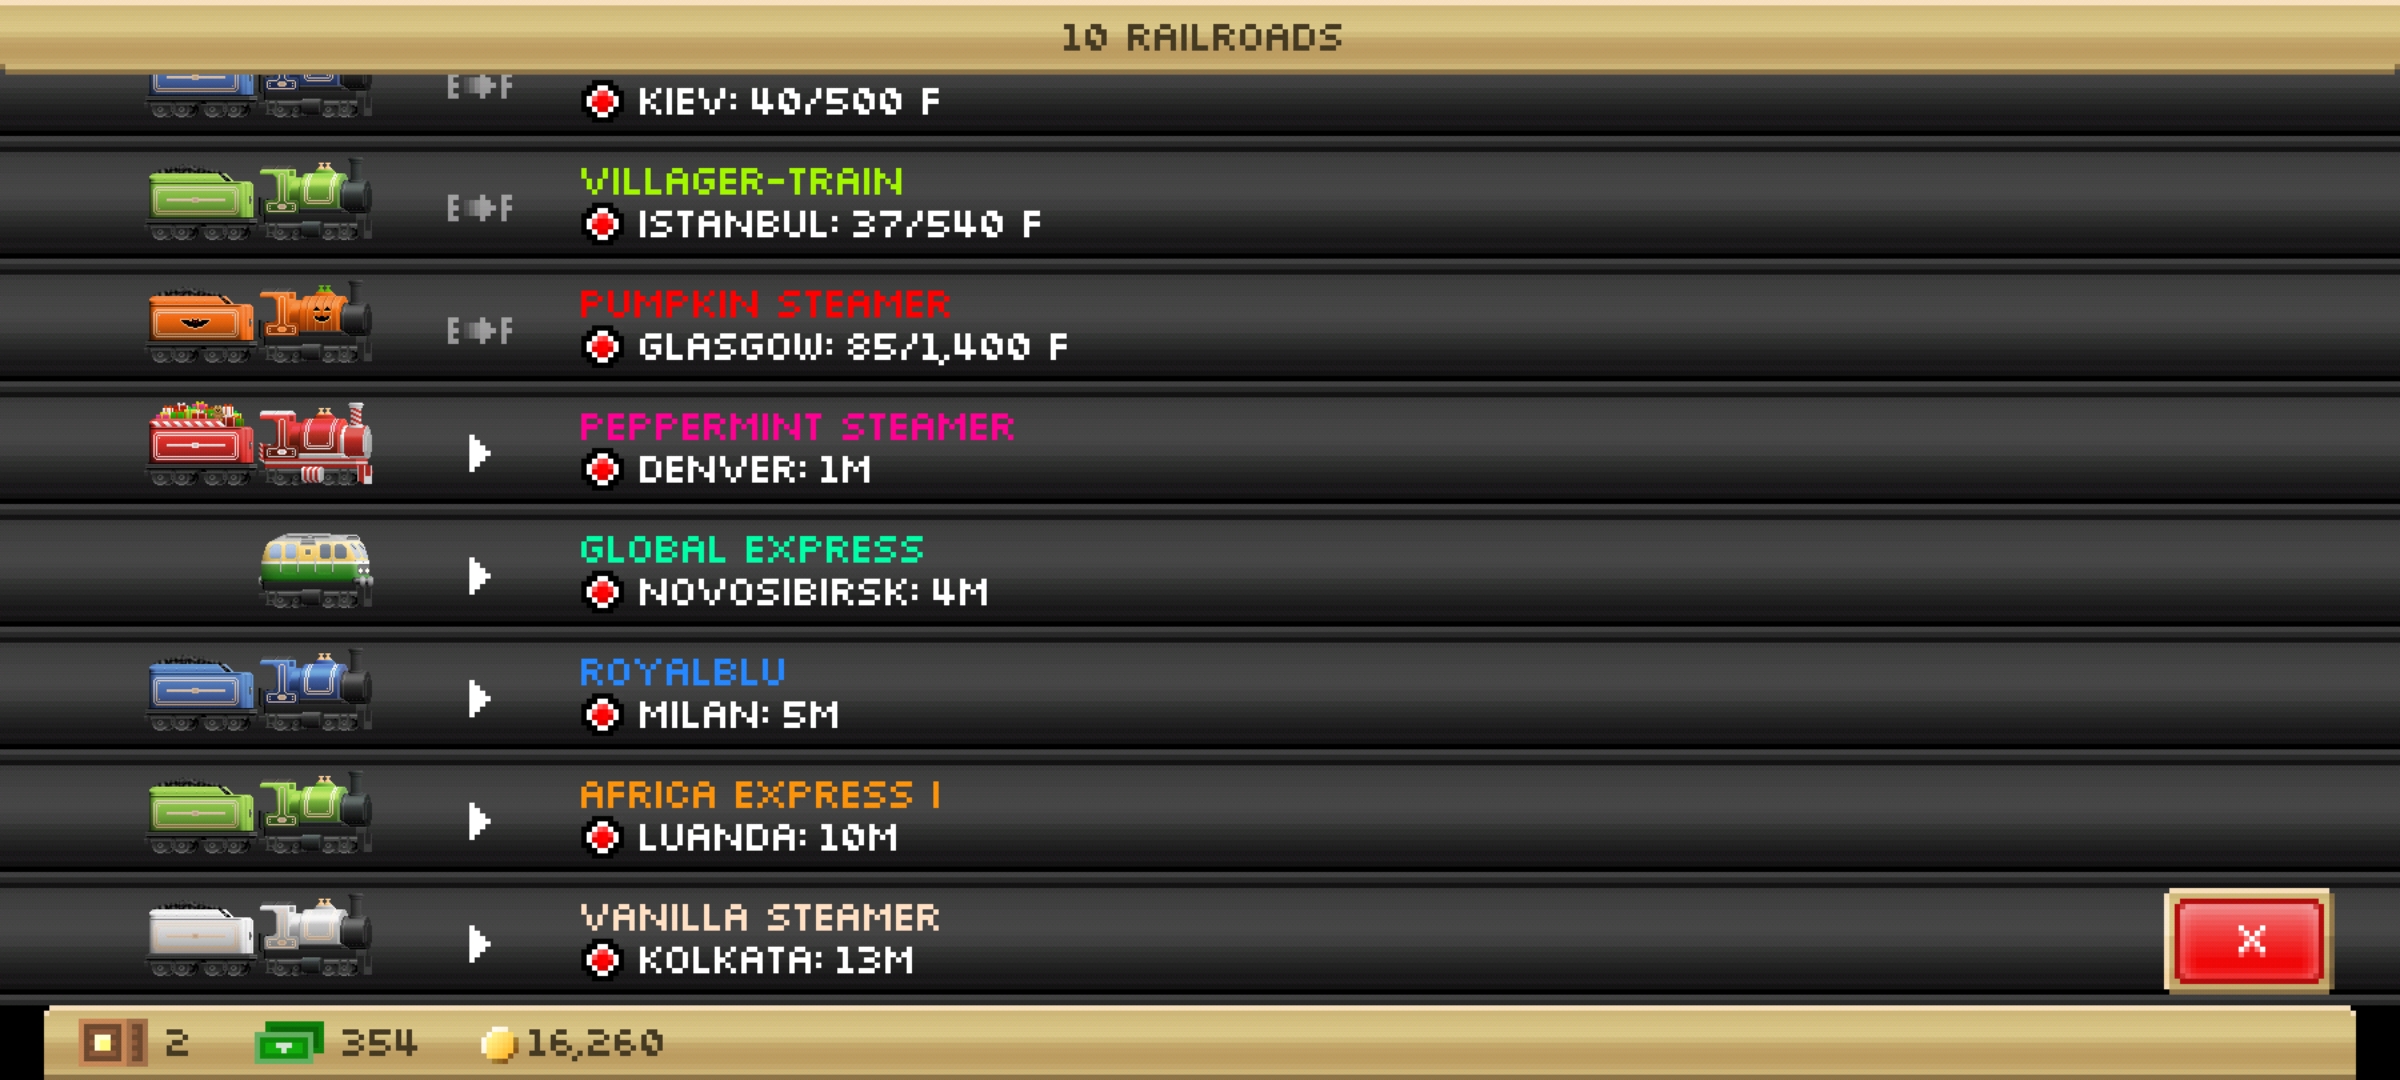 10 RAILROADS
E F
KIEV: 40/500 F
VILLAGER-TRAIN
E F
ISTANBUL: 37/540 F
PUMPKIN STEAMER
E F
GLASGOW: 85/1,400 F
PEPPERMINT STEAMER
DENVER: 1M
GLOBAL EXPRESS
NOVOSIBIRSK: 4M
ROYALBLU
MILAN: 5M
AFRICA EXPRESS I
LUANDA: 10M
VANILLA STEAMER
KOLKATA: 13M
X
2 354 16,260